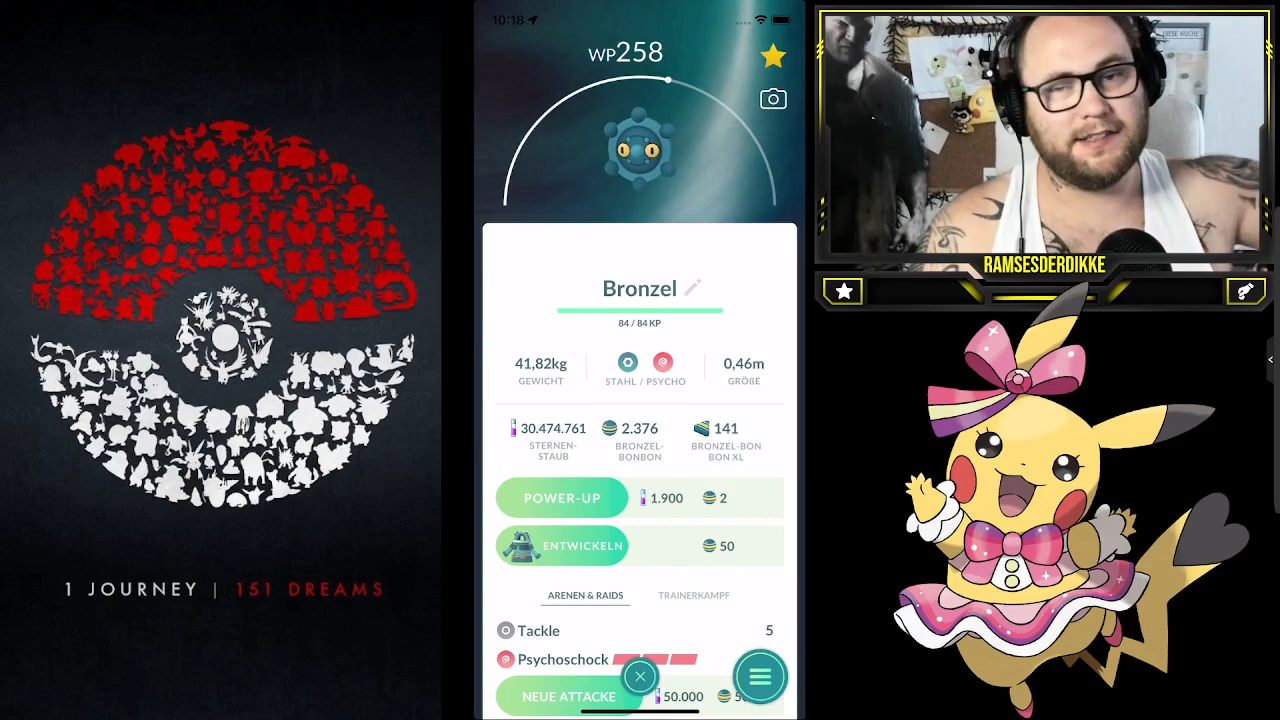 1 JOURNEY | 151 DREAMS
10:18
WP258
Bronzel
84 / 84 KP
41,82kg
GEWICHT
STAHL / PSYCHO
0,46m
GRÖßE
30.474.761
STERNEN-
STAUB
2.376
BRONZEL-
BONBON
141
BRONZEL-BON
BON XL
POWER-UP
1.900
2
ENTWICKELN
50
ARENEN & RAIDS
TRAINERKAMPF
Tackle
5
Psychoschock
NEUE ATTACKE
50.000
DIESE WOCHE
RAMSESDERDIKKE